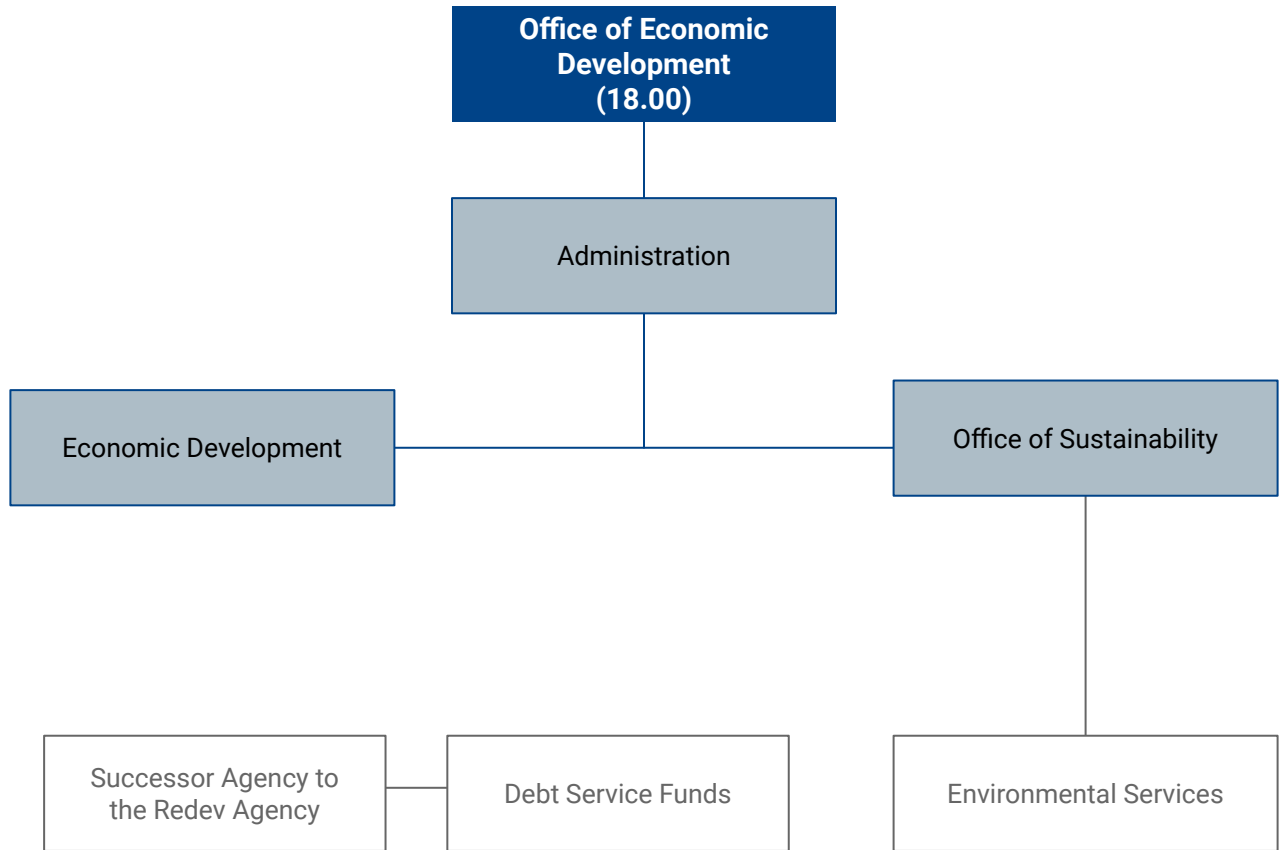 Office of Economic
Development
(18.00)
Administration
Economic Development
Office of Sustainability
Successor Agency to
the Redev Agency
Debt Service Funds
Environmental Services